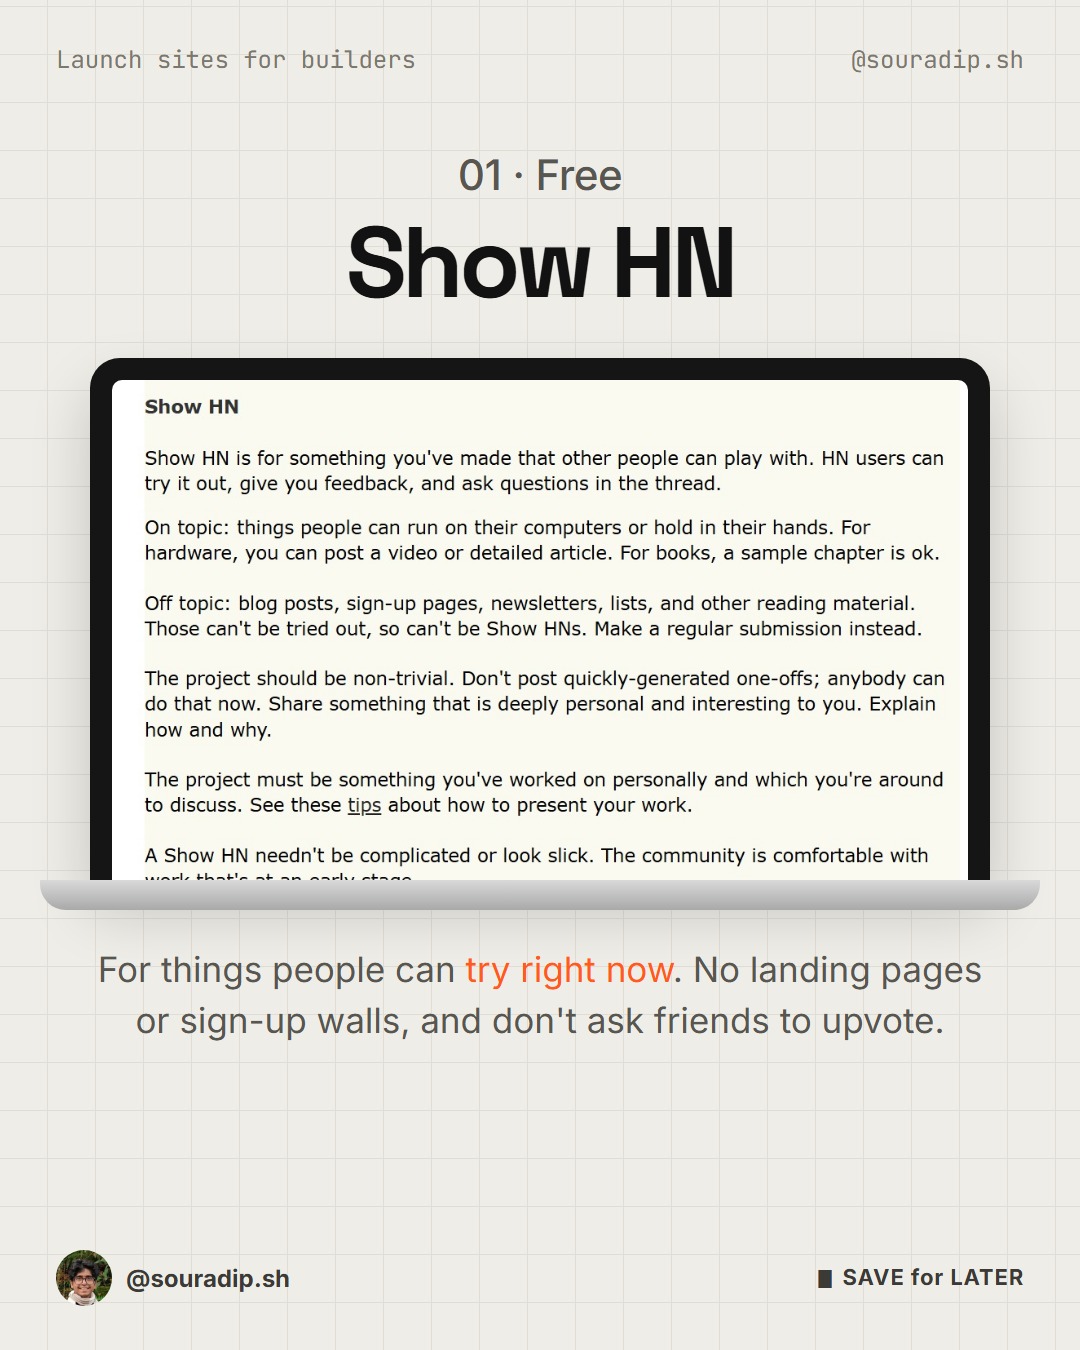 Launch sites for builders
@souradip.sh
01 · Free
Show HN
Show HN
Show HN is for something you've made that other people can play with. HN users can
try it out, give you feedback, and ask questions in the thread.
On topic: things people can run on their computers or hold in their hands. For
hardware, you can post a video or detailed article. For books, a sample chapter is ok.
Off topic: blog posts, sign-up pages, newsletters, lists, and other reading material.
Those can't be tried out, so can't be Show HNs. Make a regular submission instead.
The project should be non-trivial. Don't post quickly-generated one-offs; anybody can
do that now. Share something that is deeply personal and interesting to you. Explain
how and why.
The project must be something you've worked on personally and which you're around
to discuss. See these tips about how to present your work.
A Show HN needn't be complicated or look slick. The community is comfortable with
work that's at an early stage.
For things people can try right now. No landing pages
or sign-up walls, and don't ask friends to upvote.
@souradip.sh
SAVE for LATER